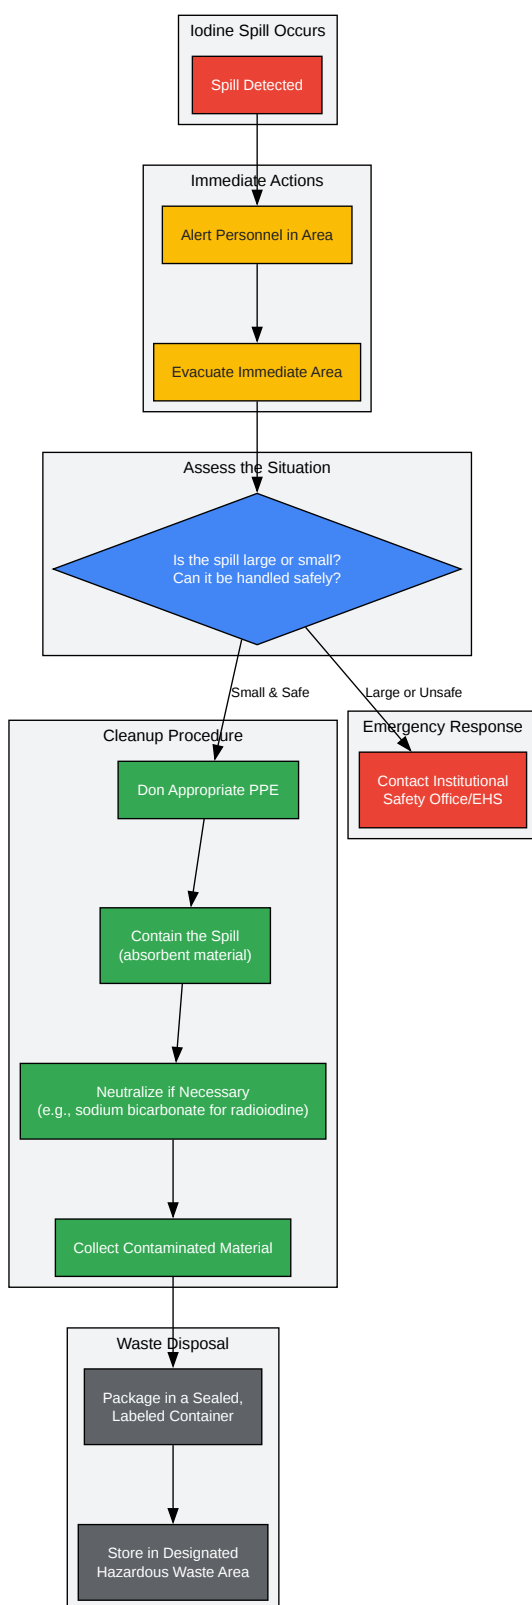 Iodine Spill Occurs
Spill Detected
Immediate Actions
Alert Personnel in Area
Evacuate Immediate Area
Assess the Situation
Is the spill large or small?
Can it be handled safely?
Small & Safe
Large or Unsafe
Cleanup Procedure
Emergency Response
Don Appropriate PPE
Contact Institutional
Safety Office/EHS
Contain the Spill
(absorbent material)
Neutralize if Necessary
(e.g., sodium bicarbonate for radioiodine)
Collect Contaminated Material
Waste Disposal
Package in a Sealed,
Labeled Container
Store in Designated
Hazardous Waste Area